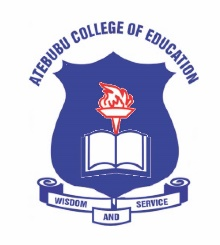 ATEBUBU COLLEGE OF EDUCATION
WISDOM
AND
SERVICE